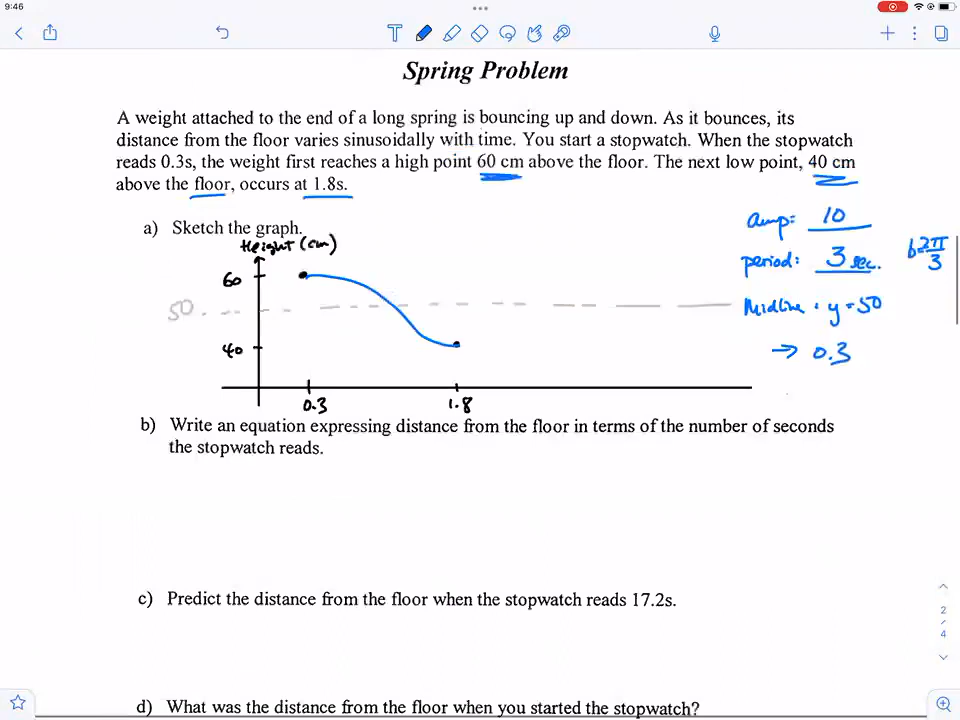 9:46
Spring Problem
A weight attached to the end of a long spring is bouncing up and down. As it bounces, its
distance from the floor varies sinusoidally with time. You start a stopwatch. When the stopwatch
reads 0.3s, the weight first reaches a high point 60 cm above the floor. The next low point, 40 cm
above the floor, occurs at 1.8s.
a) Sketch the graph.
Height (cm)
60
50
40
0.3
1.8
amp: 10
period: 3 sec.
b=2π/3
Midline: y=50
→ 0.3
b) Write an equation expressing distance from the floor in terms of the number of seconds
the stopwatch reads.
c) Predict the distance from the floor when the stopwatch reads 17.2s.
2
/
4
d) What was the distance from the floor when you started the stopwatch?